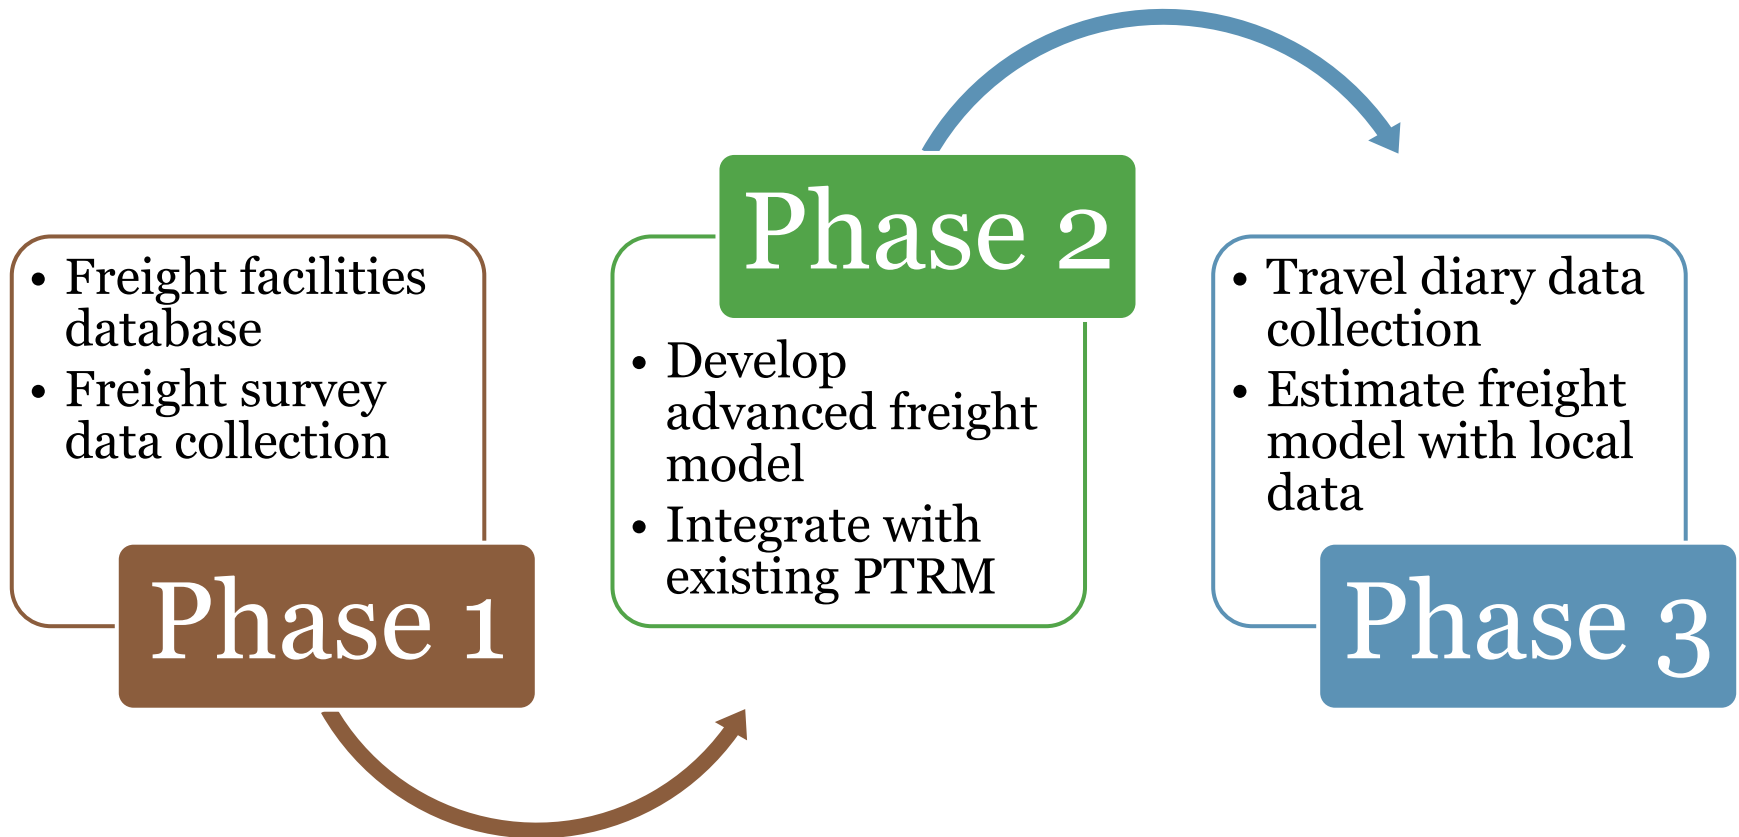 • Freight facilities
database
• Freight survey
data collection
Phase 1
Phase 2
• Develop
advanced freight
model
• Integrate with
existing PTRM
• Travel diary data
collection
• Estimate freight
model with local
data
Phase 3